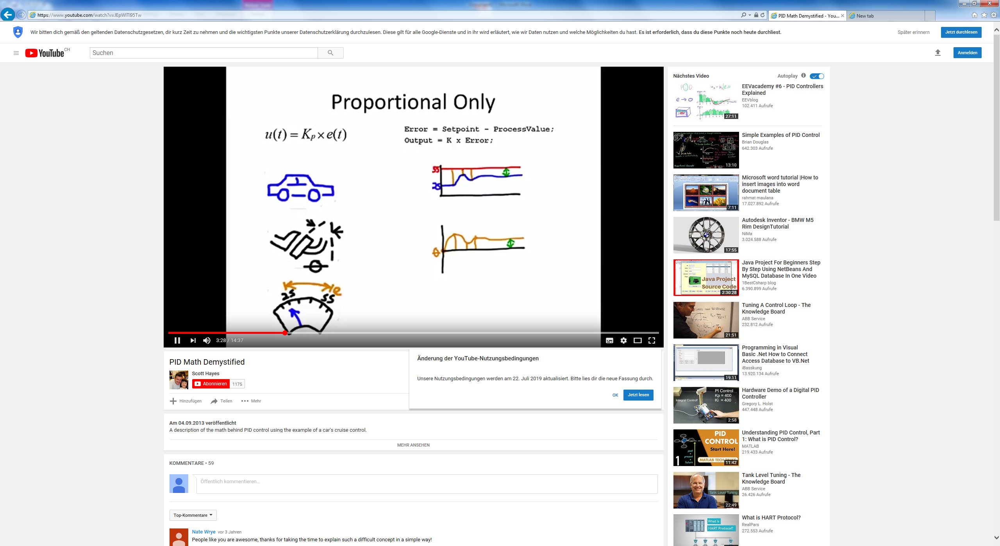 https://www.youtube.com/watch?v=JEpWlTl95Tw
PID Math Demystified - You...
New tab
Wir bitten dich gemäß den geltenden Datenschutzgesetzen, dir kurz Zeit zu nehmen und die wichtigsten Punkte unserer Datenschutzerklärung durchzulesen. Diese gilt für alle Google-Dienste und in ihr wird erläutert, wie wir Daten nutzen und welche Möglichkeiten du hast. Es ist erforderlich, dass du diese Punkte noch heute durchliest.
Später erinnern
Jetzt durchlesen
YouTube CH
Suchen
Anmelden
Proportional Only
u(t) = Kp × e(t)
Error = Setpoint - ProcessValue;
Output = K x Error;
55
25
θ
e
25
55
3:28 / 14:37
PID Math Demystified
Scott Hayes
Abonnieren 1175
Hinzufügen Teilen Mehr
Änderung der YouTube-Nutzungsbedingungen
Unsere Nutzungsbedingungen werden am 22. Juli 2019 aktualisiert. Bitte lies dir die neue Fassung durch.
OK Jetzt lesen
Am 04.09.2013 veröffentlicht
A description of the math behind PID control using the example of a car's cruise control.
MEHR ANSEHEN
KOMMENTARE • 59
Öffentlich kommentieren...
Top-Kommentare
Nate Wrye vor 3 Jahren
People like you are awesome, thanks for taking the time to explain such a difficult concept in a simple way!
Nächstes Video
Autoplay
27:11
EEVacademy #6 - PID Controllers
Explained
EEVblog
102.411 Aufrufe
13:10
Simple Examples of PID Control
Brian Douglas
642.303 Aufrufe
7:11
Microsoft word tutorial |How to
insert images into word
document table
rahmat maulana
17.027.892 Aufrufe
17:55
Autodesk Inventor - BMW M5
Rim DesignTutorial
NiMa
3.024.588 Aufrufe
Java Project
Source Code
2:30:28
Java Project For Beginners Step
By Step Using NetBeans And
MySQL Database In One Video
1BestCsharp blog
6.390.899 Aufrufe
21:51
Tuning A Control Loop - The
Knowledge Board
ABB Service
232.812 Aufrufe
19:11
Programming in Visual
Basic .Net How to Connect
Access Database to VB.Net
iBasskung
13.920.134 Aufrufe
PI Control
Kp = 400
Ki = 400
Integral Control!
2:58
Hardware Demo of a Digital PID
Controller
Gregory L. Holst
447.448 Aufrufe
PID
CONTROL
Start Here!
past
+
present
+
future
1
MATLAB TECH TALKS
11:42
Understanding PID Control, Part
1: What is PID Control?
MATLAB
219.433 Aufrufe
Tank Level Tuning
22:49
Tank Level Tuning - The
Knowledge Board
ABB Service
26.426 Aufrufe
What is
HART Protocol?
What is HART Protocol?
RealPars
272.553 Aufrufe